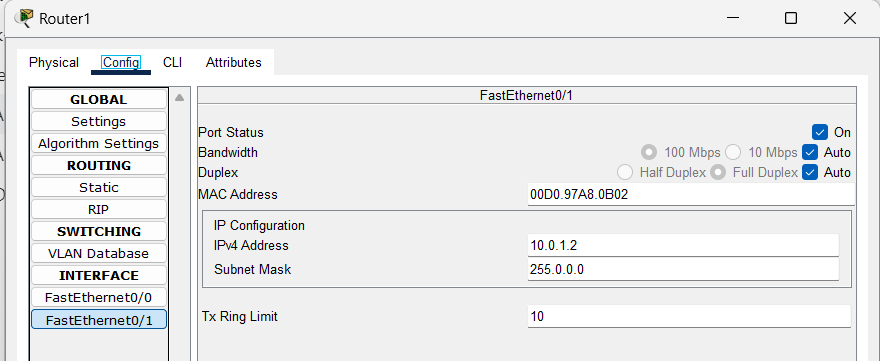 Router1
Physical Config CLI Attributes
GLOBAL
Settings
Algorithm Settings
ROUTING
Static
RIP
SWITCHING
VLAN Database
INTERFACE
FastEthernet0/0
FastEthernet0/1
FastEthernet0/1
Port Status On
Bandwidth 100 Mbps 10 Mbps Auto
Duplex Half Duplex Full Duplex Auto
MAC Address 00D0.97A8.0B02
IP Configuration
IPv4 Address 10.0.1.2
Subnet Mask 255.0.0.0
Tx Ring Limit 10